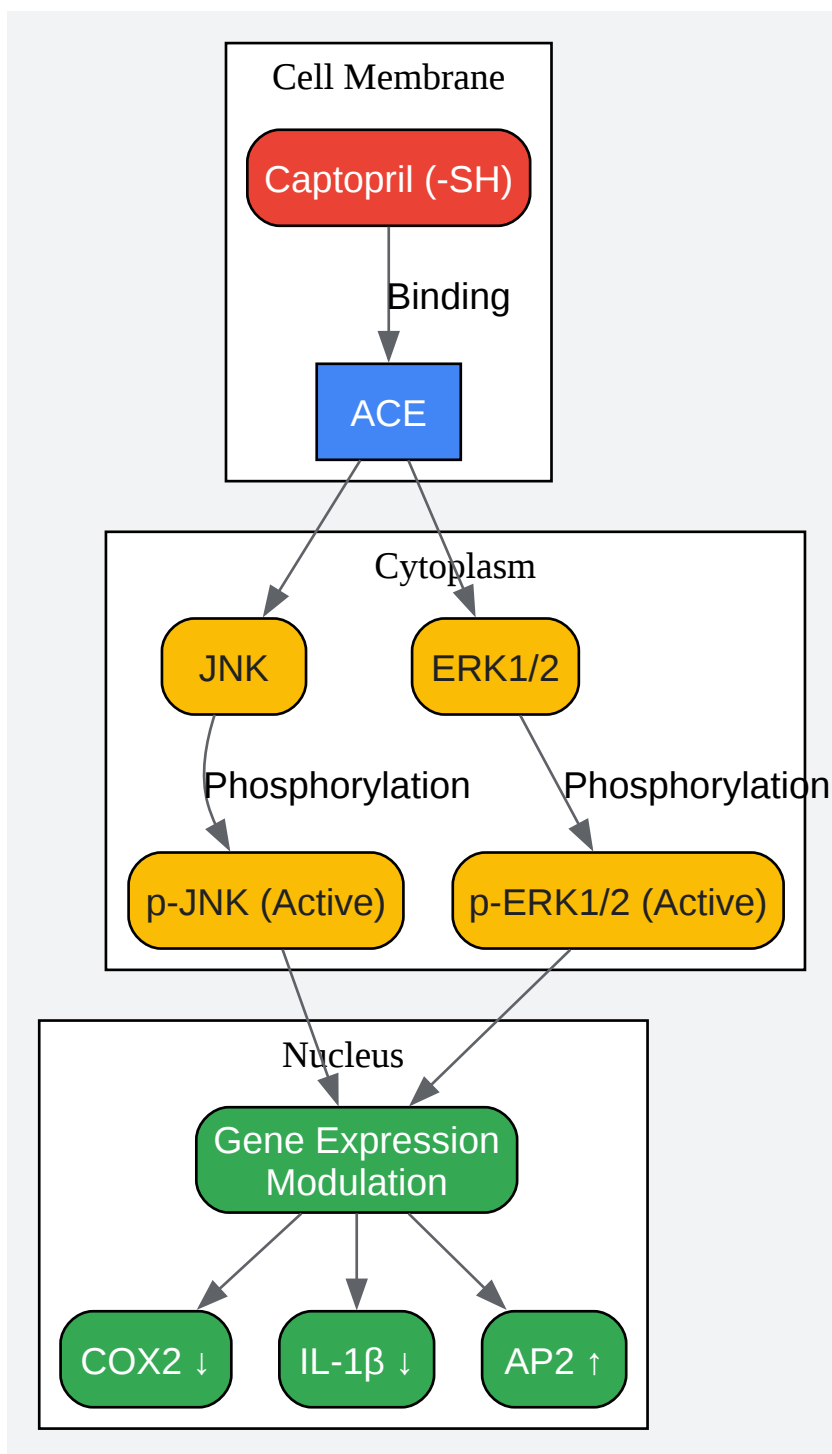 Cell Membrane
Captopril (-SH)
Binding
ACE
Cytoplasm
JNK
ERK1/2
Phosphorylation
Phosphorylation
p-JNK (Active)
p-ERK1/2 (Active)
Nucleus
Gene Expression
Modulation
COX2 ↓
IL-1β ↓
AP2 ↑